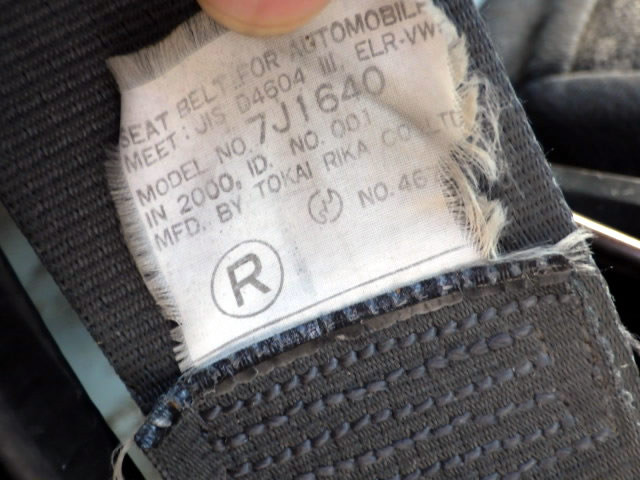 SEAT BELT FOR AUTOMOBILE
MEET: JIS D4604 III ELR-VW
MODEL NO. 7J1640
IN 2000, ID. NO. 001
MFD. BY TOKAI RIKA CO LTD
NO. 467
R